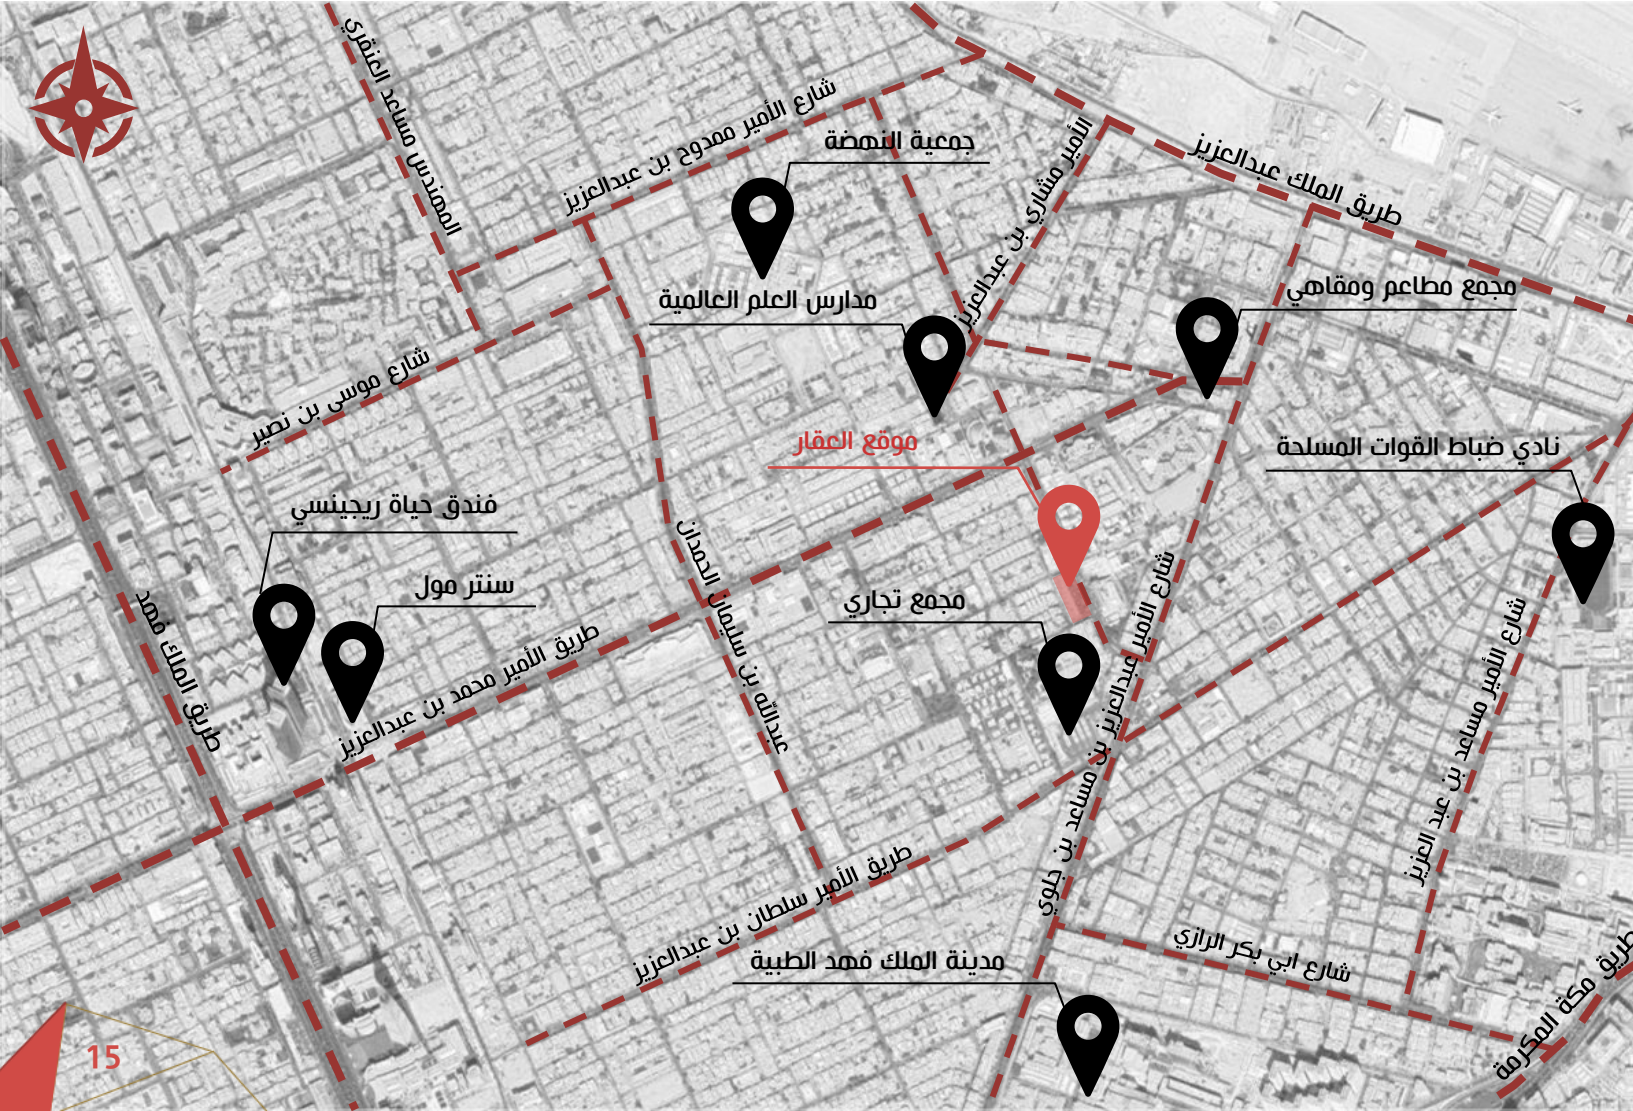 المهندس مساعد العنقري
شارع الأمير ممدوح بن عبدالعزيز
جمعية النهضة
الأمير مشاري بن عبدالعزيز
طريق الملك عبدالعزيز
مجمع مطاعم ومقاهي
مدارس العلم العالمية
شارع موسى بن نصير
موقع العقار
نادي ضباط القوات المسلحة
فندق حياة ريجينسي
سنتر مول
مجمع تجاري
طريق الملك فهد
طريق الأمير محمد بن عبدالعزيز
عبدالله بن سليمان الحمدان
شارع الأمير عبدالعزيز بن مساعد بن جلوي
شارع الأمير مساعد بن عبد العزيز
طريق الأمير سلطان بن عبدالعزيز
مدينة الملك فهد الطبية
شارع ابي بكر الرازي
طريق مكة المكرمة
15